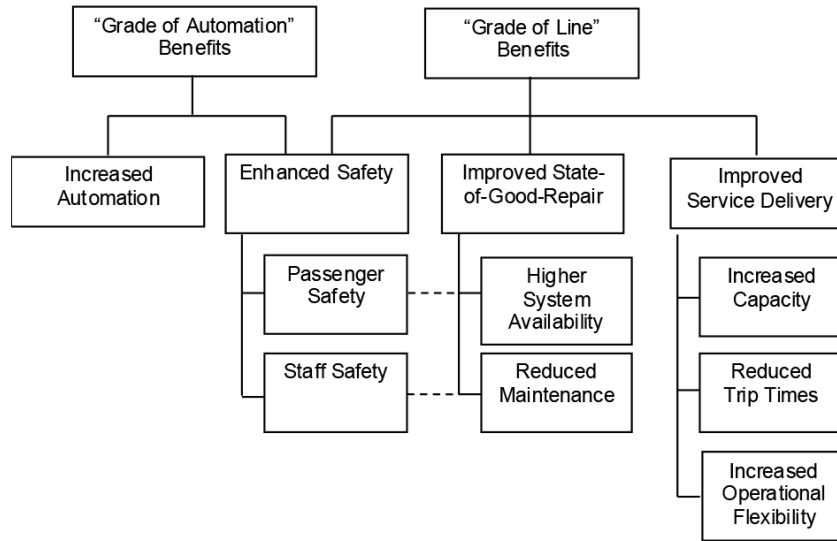 “Grade of Automation”
Benefits
“Grade of Line”
Benefits
Increased
Automation
Enhanced Safety
Improved State-
of-Good-Repair
Improved
Service Delivery
Passenger
Safety
Higher
System
Availability
Increased
Capacity
Staff Safety
Reduced
Maintenance
Reduced
Trip Times
Increased
Operational
Flexibility